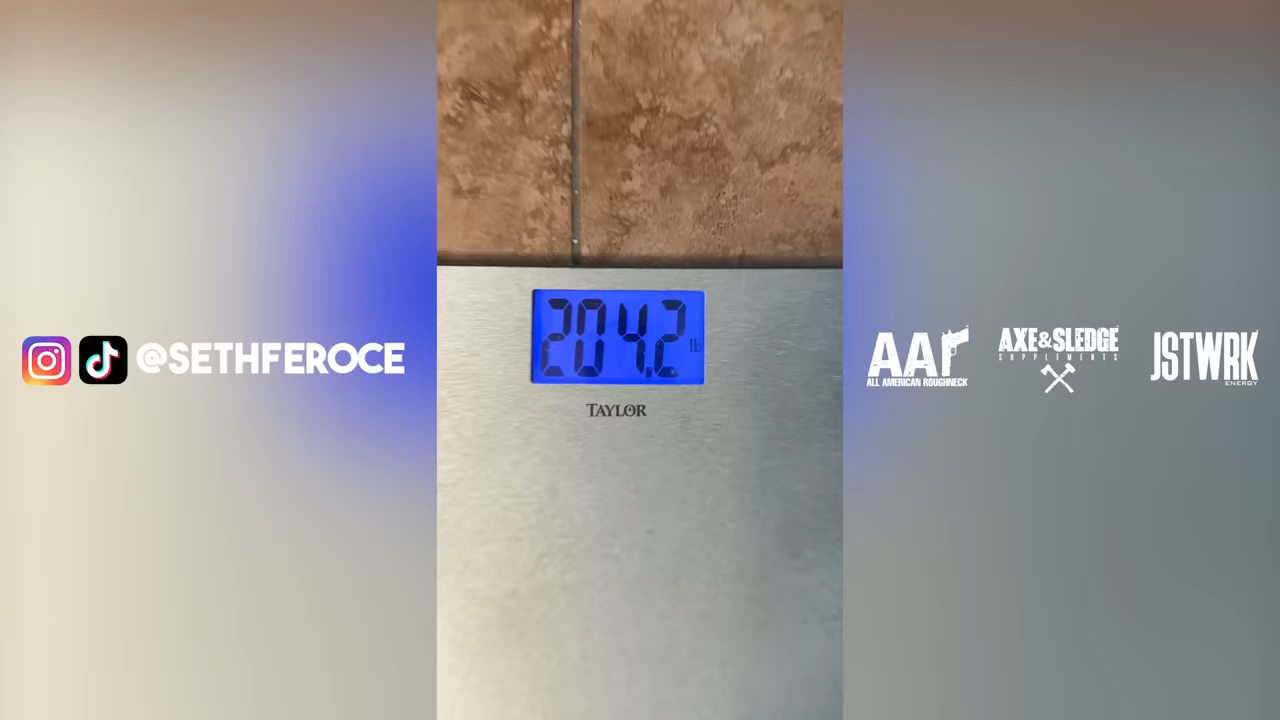 @SETHFEROCE
204.2 lb
TAYLOR
AAR
ALL AMERICAN ROUGHNECK
AXE&SLEDGE
SUPPLEMENTS
JSTWRK
ENERGY